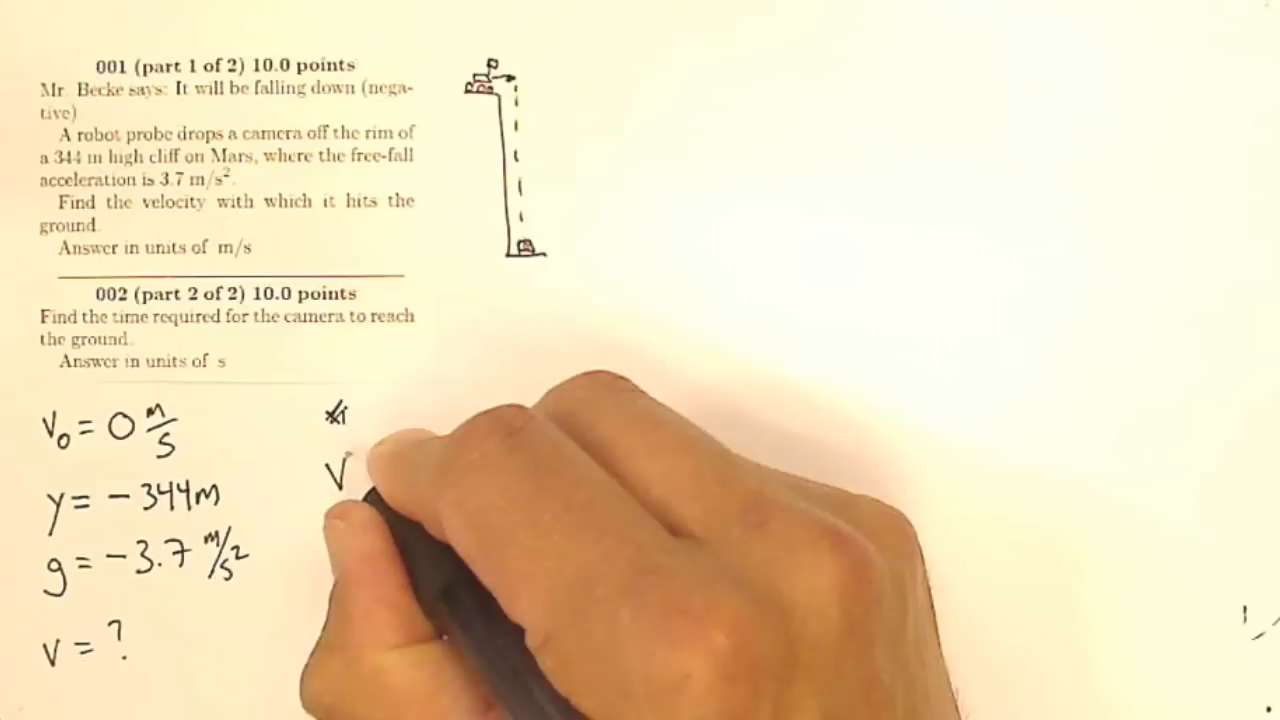 001 (part 1 of 2) 10.0 points
Mr. Becke says: It will be falling down (nega-
tive)
A robot probe drops a camera off the rim of
a 344 m high cliff on Mars, where the free-fall
acceleration is 3.7 m/s².
Find the velocity with which it hits the
ground.
Answer in units of m/s
002 (part 2 of 2) 10.0 points
Find the time required for the camera to reach
the ground.
Answer in units of s
v₀ = 0 m/s
y = -344m
g = -3.7 m/s²
v = ?
V